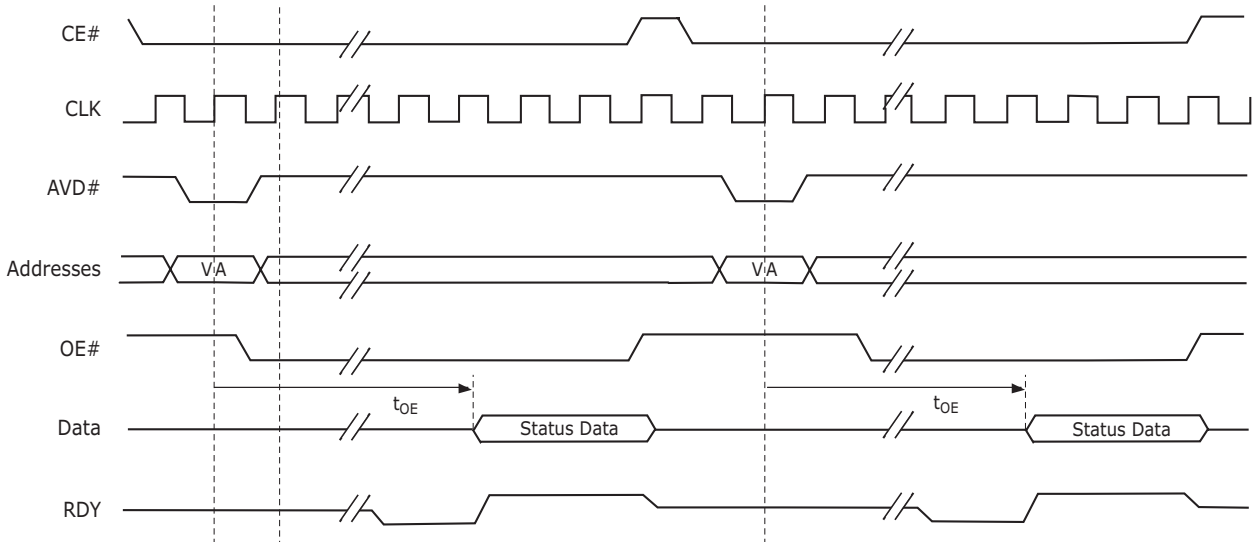 CE#
CLK
AVD#
Addresses
VA
VA
OE#
tOE
tOE
Data
Status Data
Status Data
RDY